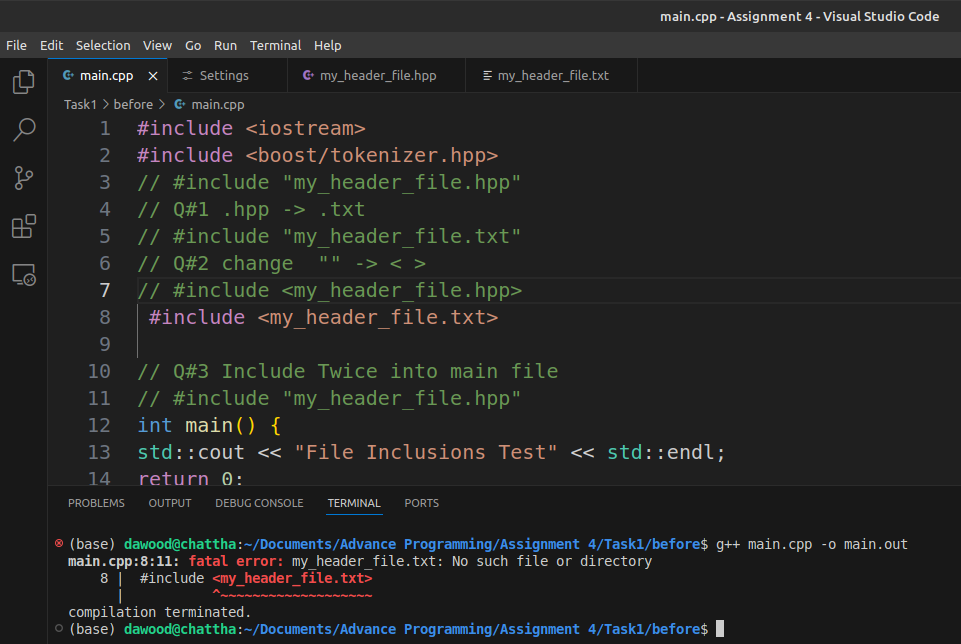 main.cpp - Assignment 4 - Visual Studio Code
File Edit Selection View Go Run Terminal Help
main.cpp Settings my_header_file.hpp my_header_file.txt
Task1 > before > main.cpp
1 #include <iostream>
2 #include <boost/tokenizer.hpp>
3 // #include "my_header_file.hpp"
4 // Q#1 .hpp -> .txt
5 // #include "my_header_file.txt"
6 // Q#2 change  "" -> < >
7 // #include <my_header_file.hpp>
8  #include <my_header_file.txt>
9
10 // Q#3 Include Twice into main file
11 // #include "my_header_file.hpp"
12 int main() {
13 std::cout << "File Inclusions Test" << std::endl;
14 return 0;
PROBLEMS OUTPUT DEBUG CONSOLE TERMINAL PORTS
(base) dawood@chattha:~/Documents/Advance Programming/Assignment 4/Task1/before$ g++ main.cpp -o main.out
main.cpp:8:11: fatal error: my_header_file.txt: No such file or directory
    8 |  #include <my_header_file.txt>
      |           ^~~~~~~~~~~~~~~~~~~~
compilation terminated.
(base) dawood@chattha:~/Documents/Advance Programming/Assignment 4/Task1/before$